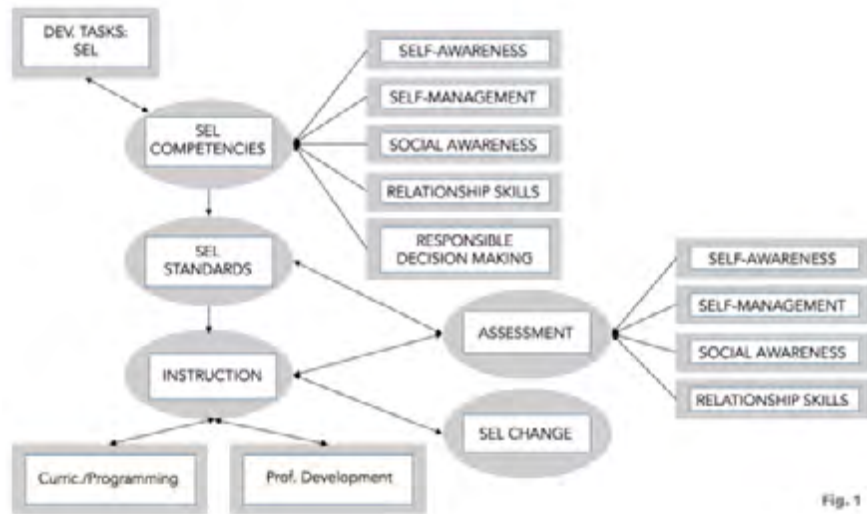 DEV. TASKS:
SEL
SEL
COMPETENCIES
SELF-AWARENESS
SELF-MANAGEMENT
SOCIAL AWARENESS
RELATIONSHIP SKILLS
RESPONSIBLE
DECISION MAKING
SEL
STANDARDS
INSTRUCTION
ASSESSMENT
SELF-AWARENESS
SELF-MANAGEMENT
SOCIAL AWARENESS
RELATIONSHIP SKILLS
SEL CHANGE
Curric./Programming
Prof. Development
Fig. 1